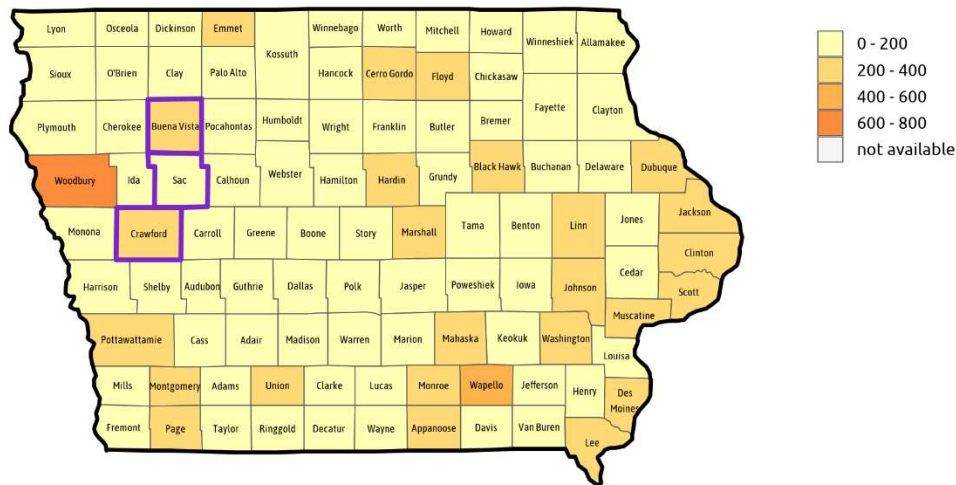 Lyon Osceola Dickinson Emmet Winnebago Worth Mitchell Howard Winneshiek Allamakee
Kossuth
Sioux O'Brien Clay Palo Alto Hancock Cerro Gordo Floyd Chickasaw
Fayette Clayton
Plymouth Cherokee Buena Vista Pocahontas Humboldt Wright Franklin Butler Bremer
Woodbury Ida Sac Calhoun Webster Hamilton Hardin Grundy Black Hawk Buchanan Delaware Dubuque
Monona Crawford Carroll Greene Boone Story Marshall Tama Benton Linn Jones Jackson
Clinton
Cedar
Harrison Shelby Audubon Guthrie Dallas Polk Jasper Poweshiek Iowa Johnson Scott
Muscatine
Pottawattamie Cass Adair Madison Warren Marion Mahaska Keokuk Washington
Louisa
Mills Montgomery Adams Union Clarke Lucas Monroe Wapello Jefferson Henry Des
Moines
Fremont Page Taylor Ringgold Decatur Wayne Appanoose Davis Van Buren
Lee
0 - 200
200 - 400
400 - 600
600 - 800
not available